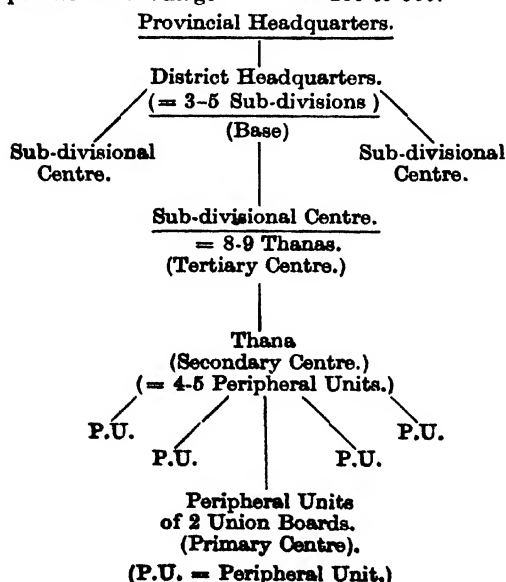 Provincial Headquarters.
District Headquarters.
(= 3-5 Sub-divisions )
(Base)
Sub-divisional
Centre.
Sub-divisional
Centre.
Sub-divisional Centre.
= 8-9 Thanas.
(Tertiary Centre.)
Thana
(Secondary Centre.)
(= 4-5 Peripheral Units.)
P.U.
P.U.
P.U.
P.U.
Peripheral Units
of 2 Union Boards.
(Primary Centre).
(P.U. = Peripheral Unit.)